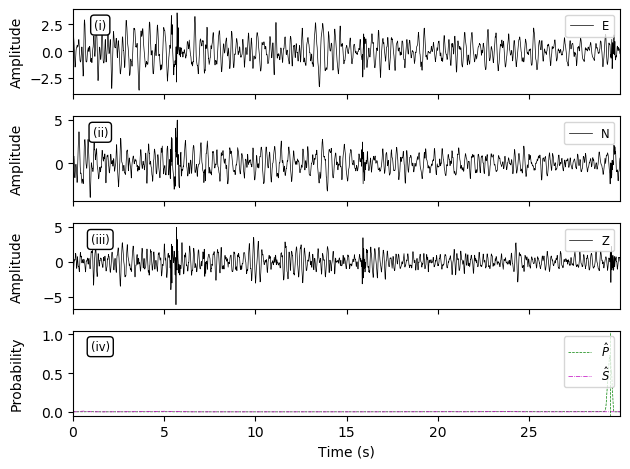 Amplitude
2.5
0.0
−2.5
(i)
E
Amplitude
5
0
(ii)
N
Amplitude
5
0
−5
(iii)
Z
Probability
1.0
0.5
0.0
(iv)
P̂
Ŝ
0 5 10 15 20 25
Time (s)